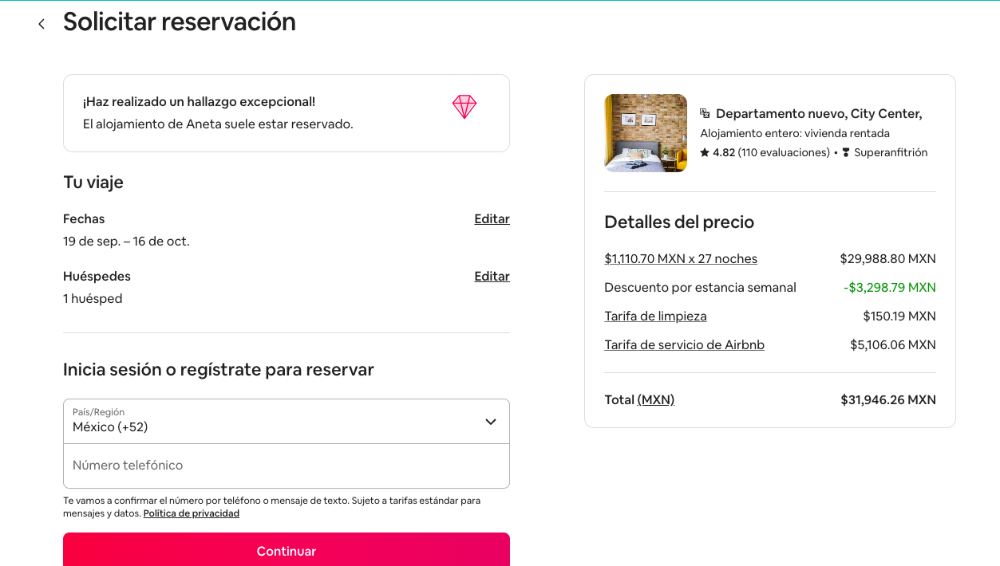 Solicitar reservación
¡Haz realizado un hallazgo excepcional!
El alojamiento de Aneta suele estar reservado.
Tu viaje
Fechas
Editar
19 de sep. – 16 de oct.
Huéspedes
Editar
1 huésped
Inicia sesión o regístrate para reservar
País/Región
México (+52)
Número telefónico
Te vamos a confirmar el número por teléfono o mensaje de texto. Sujeto a tarifas estándar para
mensajes y datos. Política de privacidad
Continuar
Departamento nuevo, City Center,
Alojamiento entero: vivienda rentada
4.82 (110 evaluaciones) • Superanfitrión
Detalles del precio
$1,110.70 MXN x 27 noches $29,988.80 MXN
Descuento por estancia semanal -$3,298.79 MXN
Tarifa de limpieza $150.19 MXN
Tarifa de servicio de Airbnb $5,106.06 MXN
Total (MXN) $31,946.26 MXN